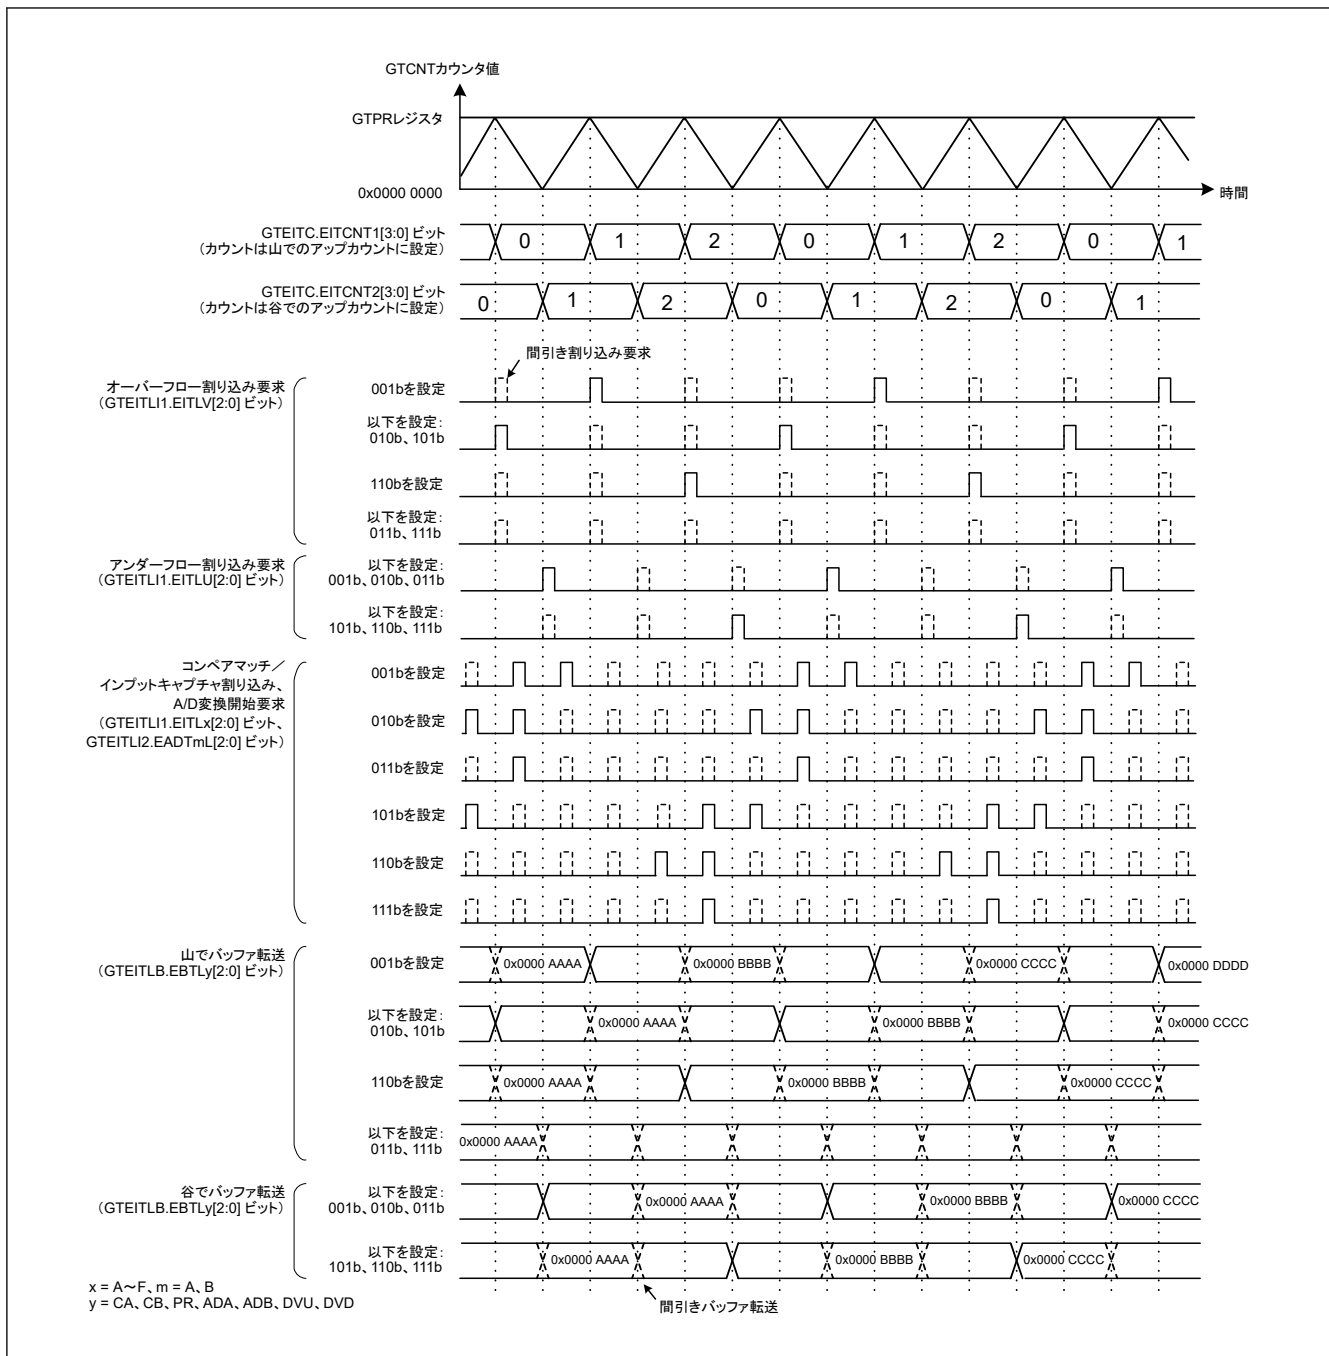 GTCNTカウンタ値
GTPRレジスタ
0x0000 0000
時間
GTEITC.EITCNT1[3:0] ビット
（カウントは山でのアップカウントに設定）
0 1 2 0 1 2 0 1
GTEITC.EITCNT2[3:0] ビット
（カウントは谷でのアップカウントに設定）
0 1 2 0 1 2 0 1
間引き割り込み要求
オーバーフロー割り込み要求
（GTEITLI1.EITLV[2:0] ビット）
001bを設定
以下を設定:
010b、101b
110bを設定
以下を設定:
011b、111b
アンダーフロー割り込み要求
（GTEITLI1.EITLU[2:0] ビット）
以下を設定:
001b、010b、011b
以下を設定:
101b、110b、111b
コンペアマッチ／
インプットキャプチャ割り込み、
A/D変換開始要求
（GTEITLI1.EITLx[2:0] ビット、
GTEITLI2.EADTmL[2:0] ビット）
001bを設定
010bを設定
011bを設定
101bを設定
110bを設定
111bを設定
山でバッファ転送
（GTEITLB.EBTLy[2:0] ビット）
001bを設定
0x0000 AAAA 0x0000 BBBB 0x0000 CCCC 0x0000 DDDD
以下を設定:
010b、101b
0x0000 AAAA 0x0000 BBBB 0x0000 CCCC
110bを設定
0x0000 AAAA 0x0000 BBBB 0x0000 CCCC
以下を設定:
011b、111b
0x0000 AAAA
谷でバッファ転送
（GTEITLB.EBTLy[2:0] ビット）
以下を設定:
001b、010b、011b
0x0000 AAAA 0x0000 BBBB 0x0000 CCCC
以下を設定:
101b、110b、111b
0x0000 AAAA 0x0000 BBBB 0x0000 CCCC
間引きバッファ転送
x = A～F、m = A、B
y = CA、CB、PR、ADA、ADB、DVU、DVD